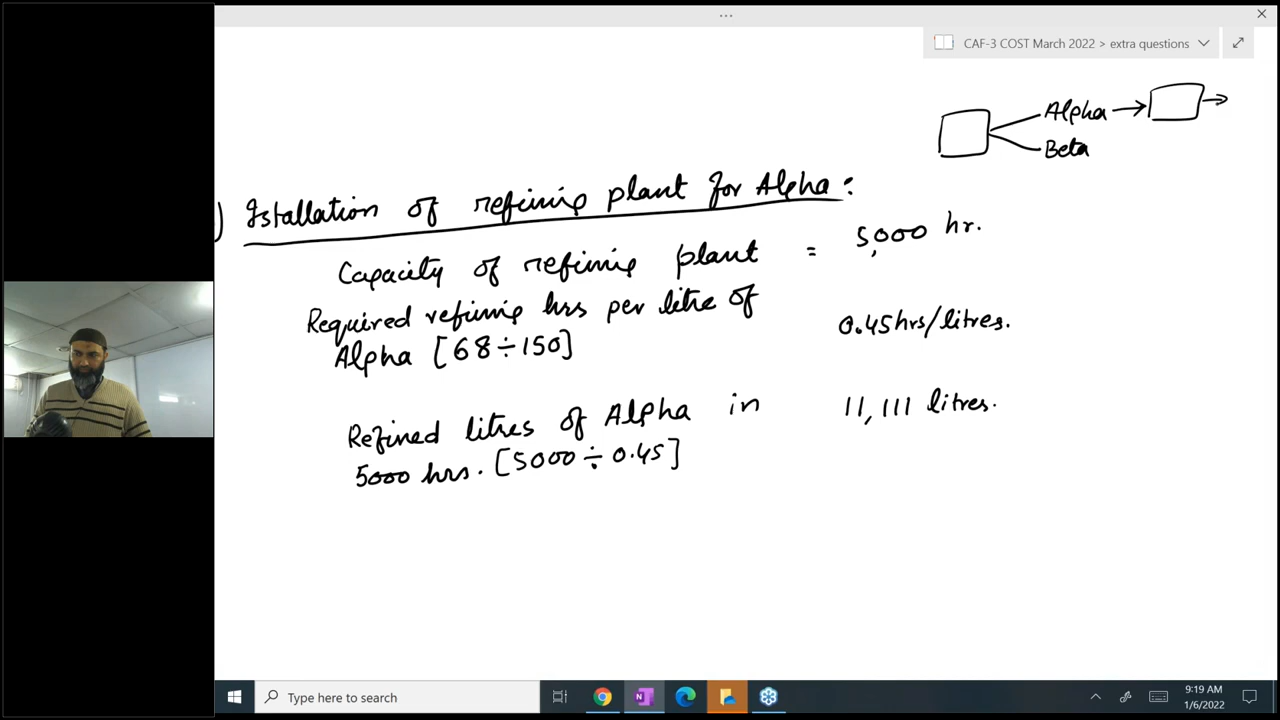 CAF-3 COST March 2022 > extra questions
Alpha
Beta
) Istallation of refining plant for Alpha:
Capacity of refining plant = 5,000 hr.
Required refining hrs per litre of
Alpha [68÷150] 0.45hrs/litres.
Refined litres of Alpha in 11,111 litres.
5000 hrs. [5000 ÷ 0.45]
Type here to search
9:19 AM
1/6/2022